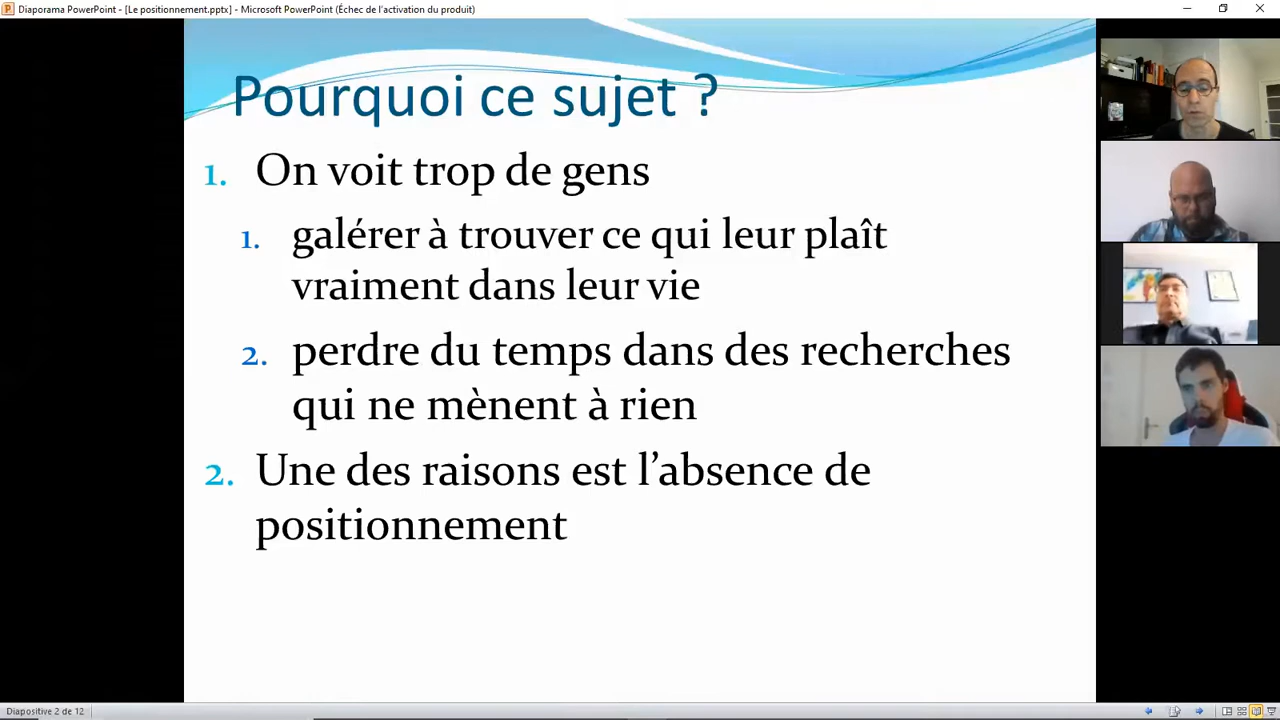 Diaporama PowerPoint - [Le positionnement.pptx] - Microsoft PowerPoint (Échec de l'activation du produit)
Pourquoi ce sujet ?
1. On voit trop de gens
1. galérer à trouver ce qui leur plaît
vraiment dans leur vie
2. perdre du temps dans des recherches
qui ne mènent à rien
2. Une des raisons est l’absence de
positionnement
Diapositive 2 de 12